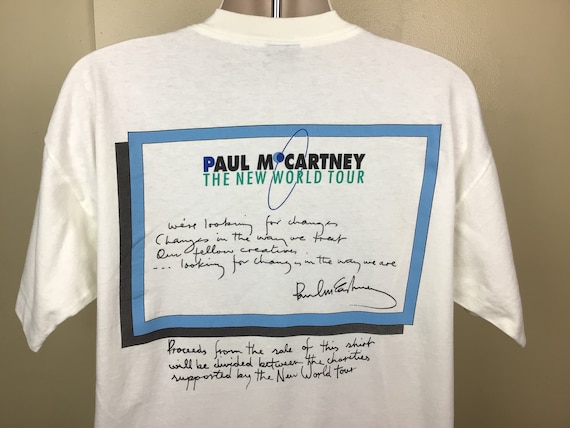 PAUL McCARTNEY
THE NEW WORLD TOUR
We're looking for changes
Changes in the way we treat
Our fellow creatures
... looking for changes in the way we are
Paul McCartney
Proceeds from the sale of this shirt
will be divided between the charities
supported by the New World Tour